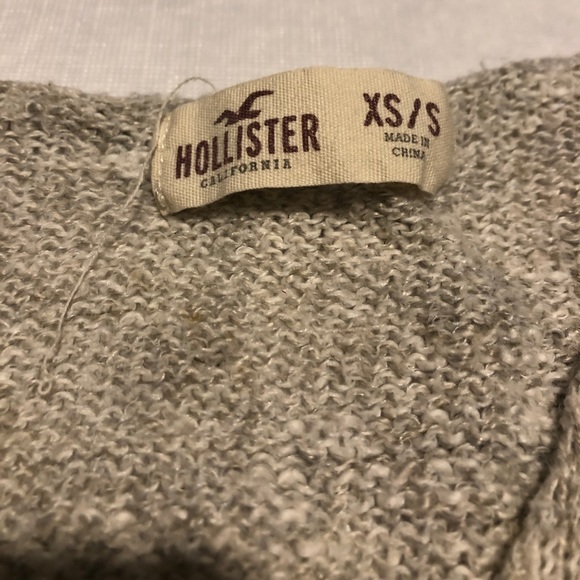 HOLLISTER
CALIFORNIA
XS/S
MADE IN
CHINA